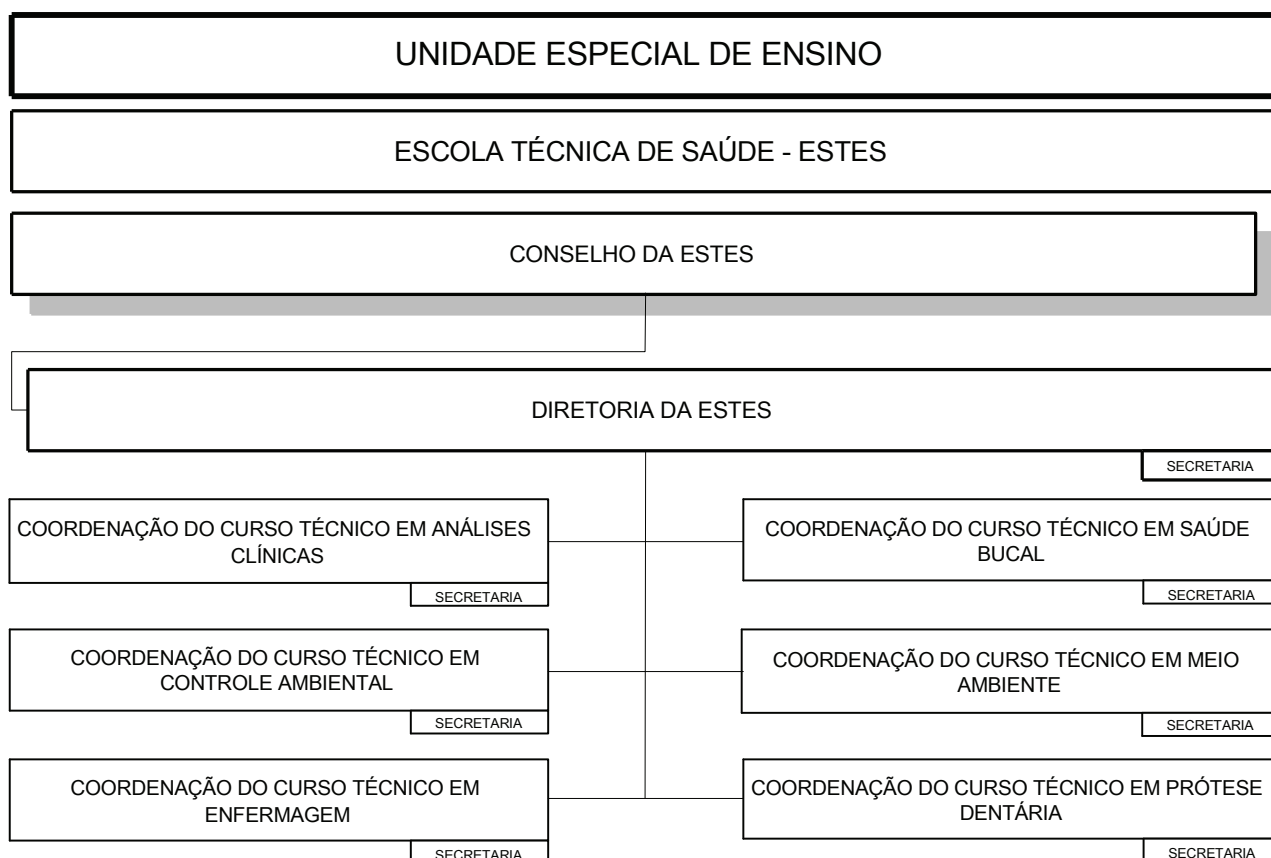 UNIDADE ESPECIAL DE ENSINO
ESCOLA TÉCNICA DE SAÚDE - ESTES
CONSELHO DA ESTES
DIRETORIA DA ESTES
SECRETARIA
COORDENAÇÃO DO CURSO TÉCNICO EM ANÁLISES
CLÍNICAS
SECRETARIA
COORDENAÇÃO DO CURSO TÉCNICO EM SAÚDE
BUCAL
SECRETARIA
COORDENAÇÃO DO CURSO TÉCNICO EM
CONTROLE AMBIENTAL
SECRETARIA
COORDENAÇÃO DO CURSO TÉCNICO EM MEIO
AMBIENTE
SECRETARIA
COORDENAÇÃO DO CURSO TÉCNICO EM
ENFERMAGEM
SECRETARIA
COORDENAÇÃO DO CURSO TÉCNICO EM PRÓTESE
DENTÁRIA
SECRETARIA